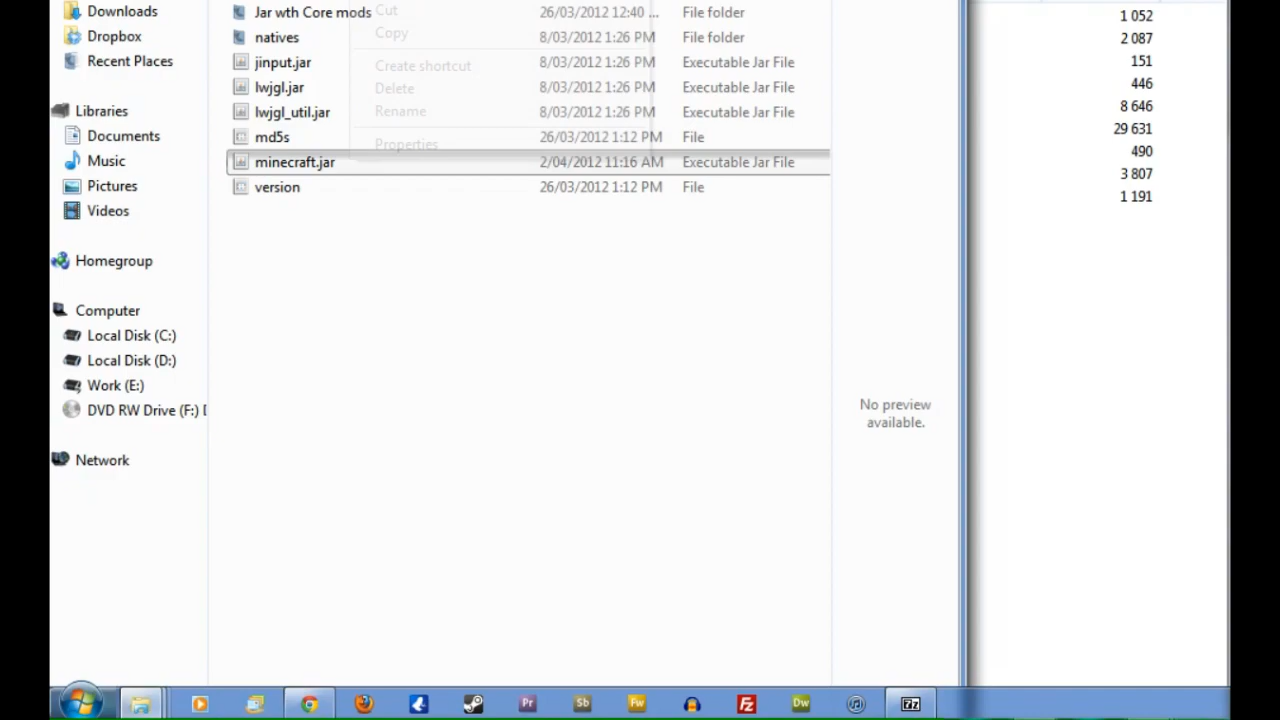 Downloads
Dropbox
Recent Places
Libraries
Documents
Music
Pictures
Videos
Homegroup
Computer
Local Disk (C:)
Local Disk (D:)
Work (E:)
DVD RW Drive (F:)
Network
Jar wth Core mods 26/03/2012 12:40 ... File folder
natives 8/03/2012 1:26 PM File folder
jinput.jar 8/03/2012 1:26 PM Executable Jar File
lwjgl.jar 8/03/2012 1:26 PM Executable Jar File
lwjgl_util.jar 8/03/2012 1:26 PM Executable Jar File
md5s 26/03/2012 1:12 PM File
minecraft.jar 2/04/2012 11:16 AM Executable Jar File
version 26/03/2012 1:12 PM File
Cut
Copy
Create shortcut
Delete
Rename
Properties
No preview
available.
1 052
2 087
151
446
8 646
29 631
490
3 807
1 191
Pr
Sb
Fw
Fz
Dw
7z